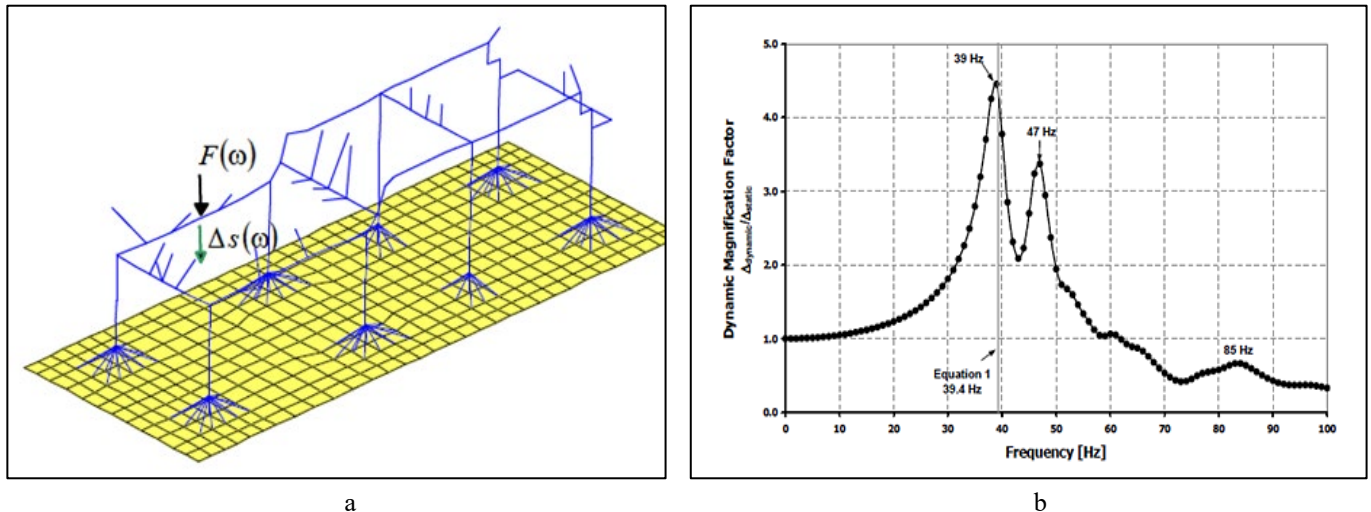 F(ω)
Δs(ω)
a
5.0
4.0
3.0
2.0
1.0
0.0
Dynamic Magnification Factor
Δdynamic/Δstatic
39 Hz
47 Hz
85 Hz
Equation 1
39.4 Hz
0 10 20 30 40 50 60 70 80 90 100
Frequency [Hz]
b